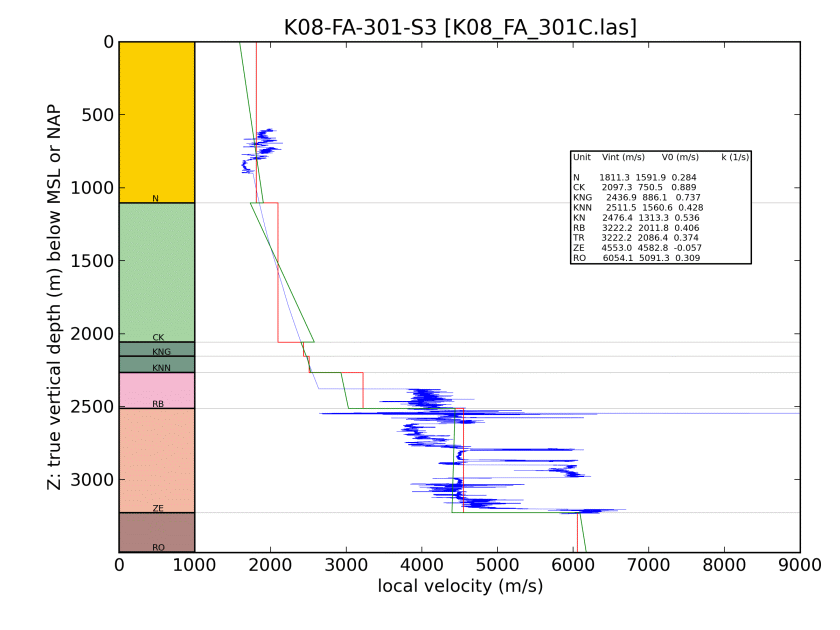 K08-FA-301-S3 [K08_FA_301C.las]
0
500
1000
1500
2000
2500
3000
Z: true vertical depth (m) below MSL or NAP
N
CK
KNG
KNN
RB
ZE
RO
Unit Vint (m/s) V0 (m/s) k (1/s)
N 1811.3 1591.9 0.284
CK 2097.3 750.5 0.889
KNG 2436.9 886.1 0.737
KNN 2511.5 1560.6 0.428
KN 2476.4 1313.3 0.536
RB 3222.2 2011.8 0.406
TR 3222.2 2086.4 0.374
ZE 4553.0 4582.8 -0.057
RO 6054.1 5091.3 0.309
0 1000 2000 3000 4000 5000 6000 7000 8000 9000
local velocity (m/s)